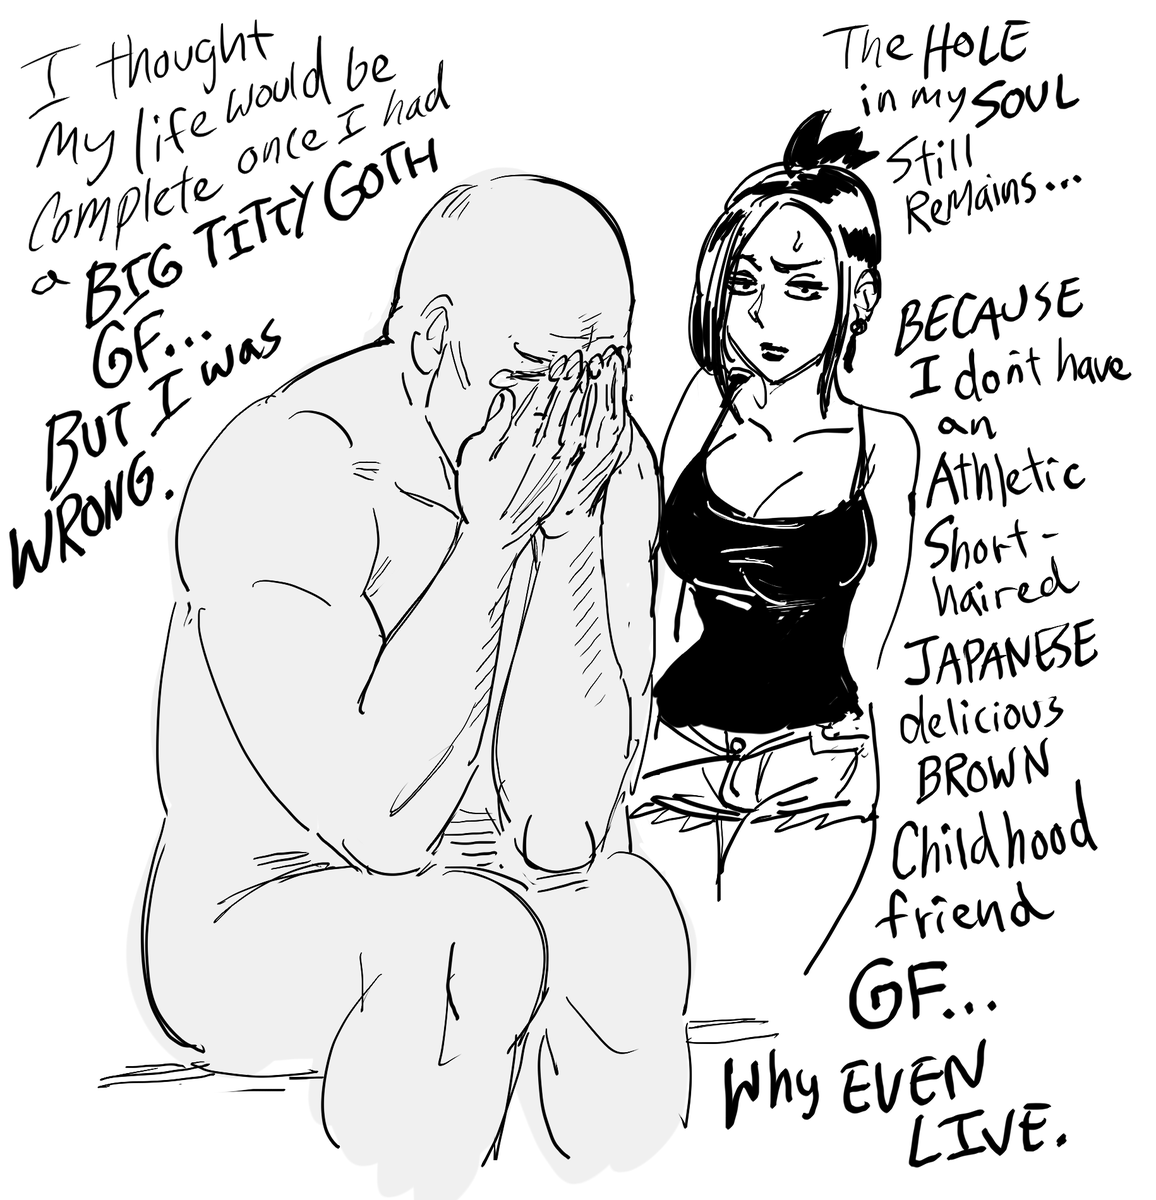 I thought
My life would be
Complete once I had
a BIG TITTY GOTH
GF...
BUT I was
WRONG.
The HOLE
in my SOUL
Still
Remains...
BECAUSE
I don't have
an
Athletic
Short-
haired
JAPANESE
delicious
BROWN
Childhood
friend
GF...
Why EVEN
LIVE.